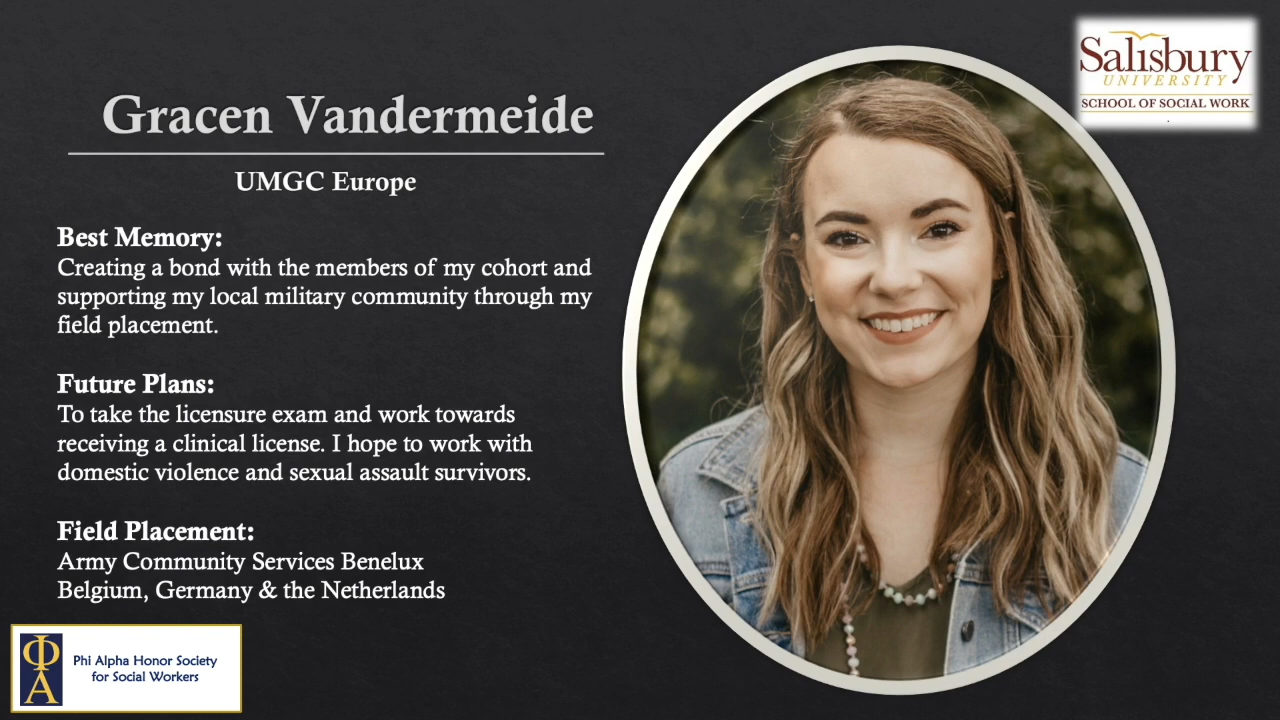 Salisbury
UNIVERSITY
SCHOOL OF SOCIAL WORK
Gracen Vandermeide
UMGC Europe
Best Memory:
Creating a bond with the members of my cohort and
supporting my local military community through my
field placement.
Future Plans:
To take the licensure exam and work towards
receiving a clinical license. I hope to work with
domestic violence and sexual assault survivors.
Field Placement:
Army Community Services Benelux
Belgium, Germany & the Netherlands
ΦΑ
Phi Alpha Honor Society
for Social Workers